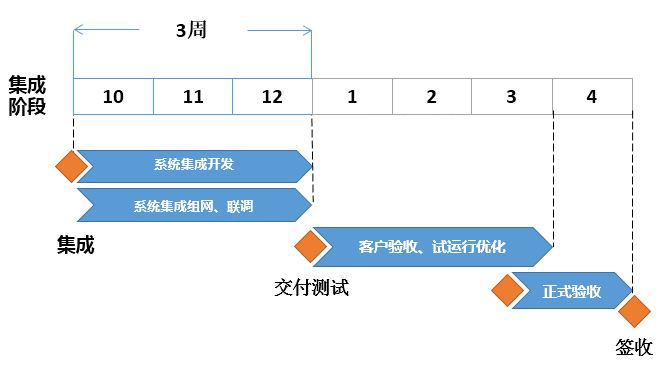 3周
集成
阶段
10 11 12 1 2 3 4
系统集成开发
系统集成组网、联调
集成
客户验收、试运行优化
交付测试
正式验收
签收